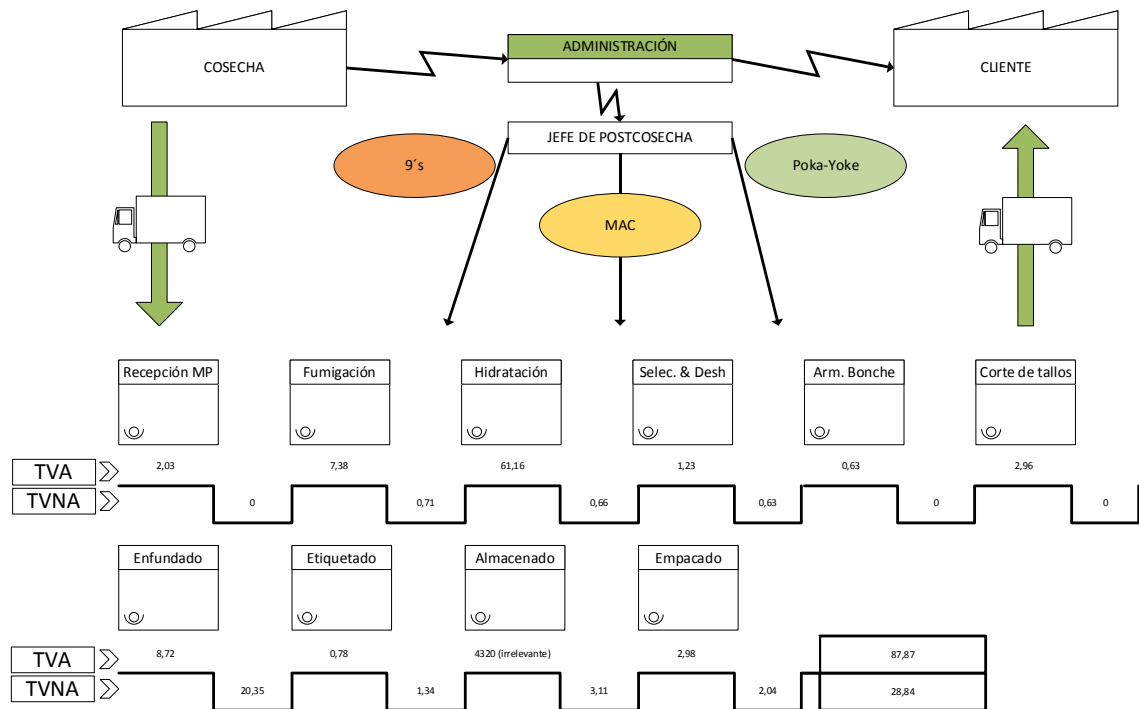 COSECHA
ADMINISTRACIÓN
CLIENTE
JEFE DE POSTCOSECHA
9´s
Poka-Yoke
MAC
Recepción MP
Fumigación
Hidratación
Selec. & Desh
Arm. Bonche
Corte de tallos
TVA
2,03
7,38
61,16
1,23
0,63
2,96
TVNA
0
0,71
0,66
0,63
0
0
Enfundado
Etiquetado
Almacenado
Empacado
TVA
8,72
0,78
4320 (irrelevante)
2,98
87,87
TVNA
20,35
1,34
3,11
2,04
28,84